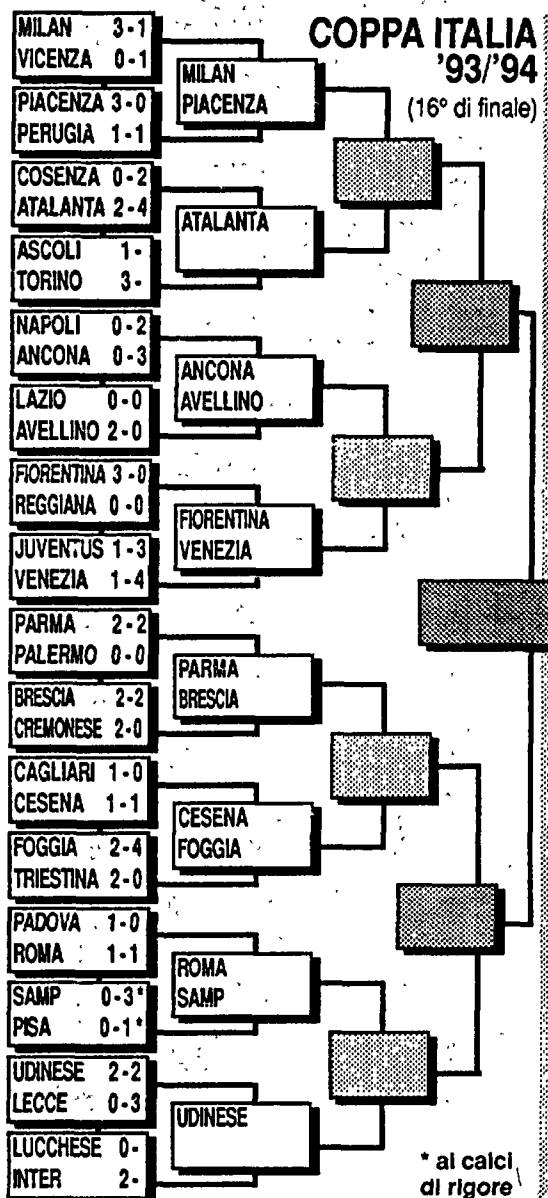 COPPA ITALIA
'93/'94
(16º di finale)
MILAN 3-1
VICENZA 0-1
PIACENZA 3-0
PERUGIA 1-1
COSENZA 0-2
ATALANTA 2-4
ASCOLI 1-
TORINO 3-
NAPOLI 0-2
ANCONA 0-3
LAZIO 0-0
AVELLINO 2-0
FIORENTINA 3-0
REGGIANA 0-0
JUVENTUS 1-3
VENEZIA 1-4
PARMA 2-2
PALERMO 0-0
BRESCIA 2-2
CREMONESE 2-0
CAGLIARI 1-0
CESENA 1-1
FOGGIA 2-4
TRIESTINA 2-0
PADOVA 1-0
ROMA 1-1
SAMP 0-3*
PISA 0-1*
UDINESE 2-2
LECCE 0-3
LUCCHESE 0-
INTER 2-
MILAN
PIACENZA
ATALANTA
ANCONA
AVELLINO
FIORENTINA
VENEZIA
PARMA
BRESCIA
CESENA
FOGGIA
ROMA
SAMP
UDINESE
* ai calci
di rigore